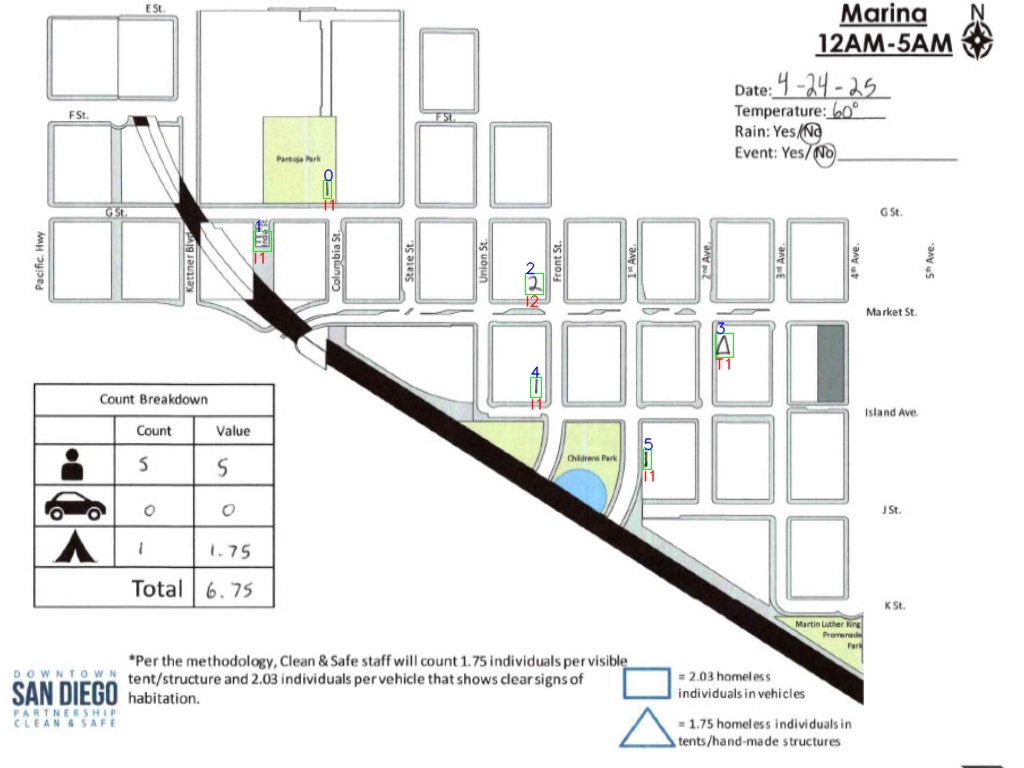 E St.
Marina
N
12AM-5AM
Date: 4-24-25
Temperature: 60°
Rain: Yes/No
Event: Yes/No
F St.
F St.
Pantoja Park
0
I1
G St.
G St.
Pacific. Hwy
Kettner Blvd
1
India St.
I1
Columbia St.
State St.
Union St.
2
2
I2
Front St.
1st Ave.
2nd Ave.
3rd Ave.
4th Ave.
5th Ave.
Market St.
3
T1
4
I1
Island Ave.
Childrens Park
5
I1
J St.
K St.
Martin Luther King
Promenade
Park
Count Breakdown
Count Value
5 5
0 0
1 1.75
Total 6.75
*Per the methodology, Clean & Safe staff will count 1.75 individuals per visible
tent/structure and 2.03 individuals per vehicle that shows clear signs of
habitation.
DOWNTOWN
SAN DIEGO
PARTNERSHIP
CLEAN & SAFE
= 2.03 homeless
individuals in vehicles
= 1.75 homeless individuals in
tents/hand-made structures